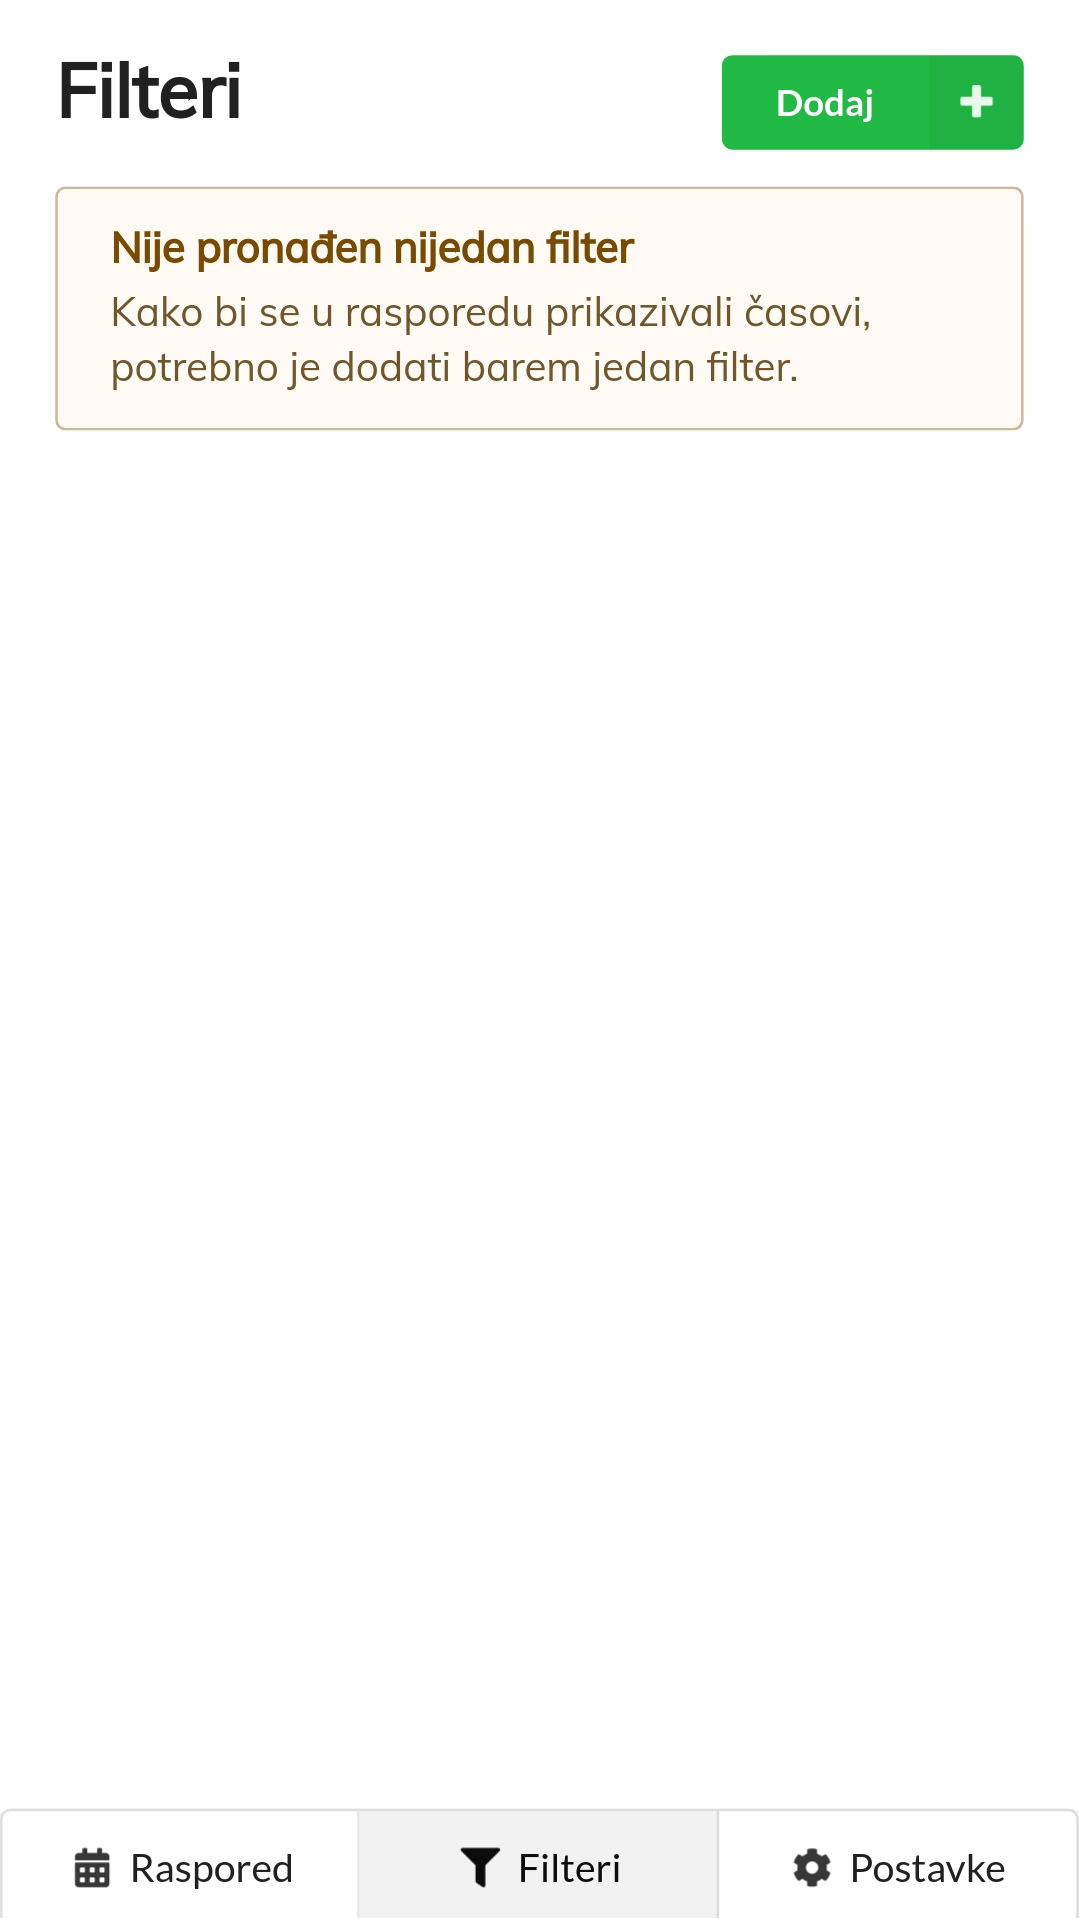 Filteri
Dodaj
Nije pronađen nijedan filter
Kako bi se u rasporedu prikazivali časovi,
potrebno je dodati barem jedan filter.
Raspored
Filteri
Postavke